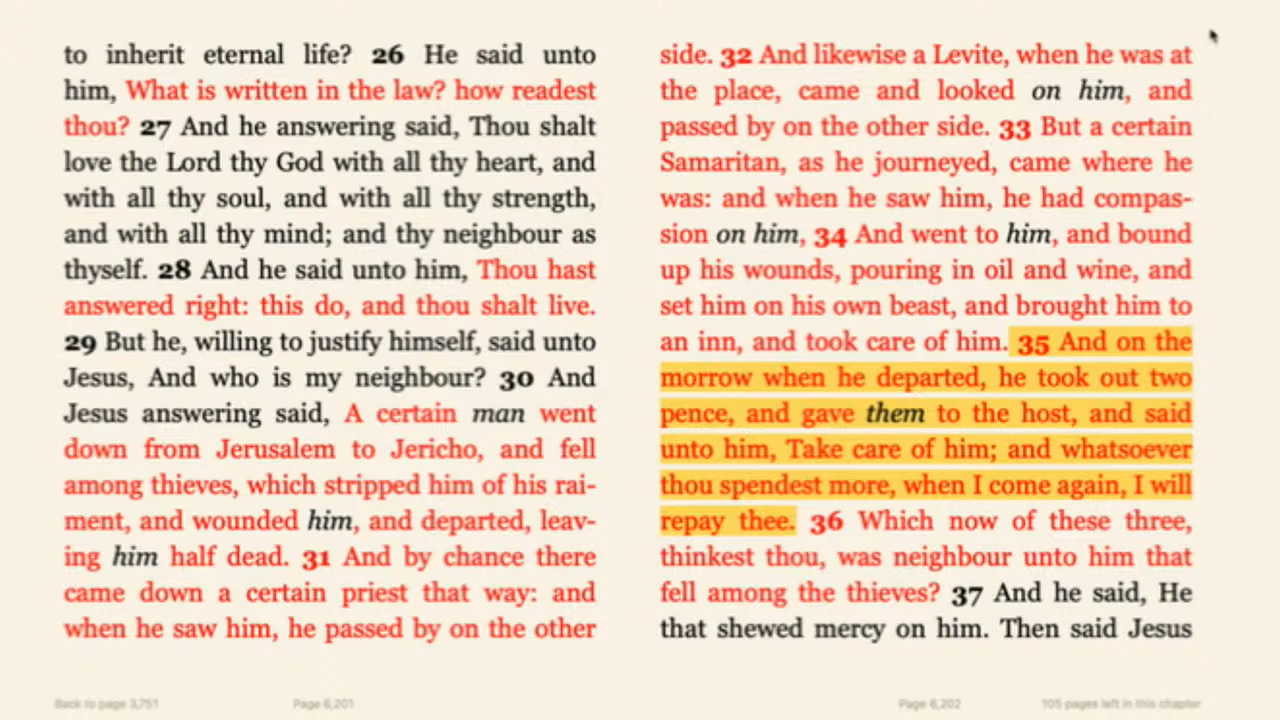 to inherit eternal life? 26 He said unto
him, What is written in the law? how readest
thou? 27 And he answering said, Thou shalt
love the Lord thy God with all thy heart, and
with all thy soul, and with all thy strength,
and with all thy mind; and thy neighbour as
thyself. 28 And he said unto him, Thou hast
answered right: this do, and thou shalt live.
29 But he, willing to justify himself, said unto
Jesus, And who is my neighbour? 30 And
Jesus answering said, A certain man went
down from Jerusalem to Jericho, and fell
among thieves, which stripped him of his rai-
ment, and wounded him, and departed, leav-
ing him half dead. 31 And by chance there
came down a certain priest that way: and
when he saw him, he passed by on the other
side. 32 And likewise a Levite, when he was at
the place, came and looked on him, and
passed by on the other side. 33 But a certain
Samaritan, as he journeyed, came where he
was: and when he saw him, he had compas-
sion on him, 34 And went to him, and bound
up his wounds, pouring in oil and wine, and
set him on his own beast, and brought him to
an inn, and took care of him. 35 And on the
morrow when he departed, he took out two
pence, and gave them to the host, and said
unto him, Take care of him; and whatsoever
thou spendest more, when I come again, I will
repay thee. 36 Which now of these three,
thinkest thou, was neighbour unto him that
fell among the thieves? 37 And he said, He
that shewed mercy on him. Then said Jesus
Back to page 3,751
Page 6,201
Page 6,202
105 pages left in this chapter